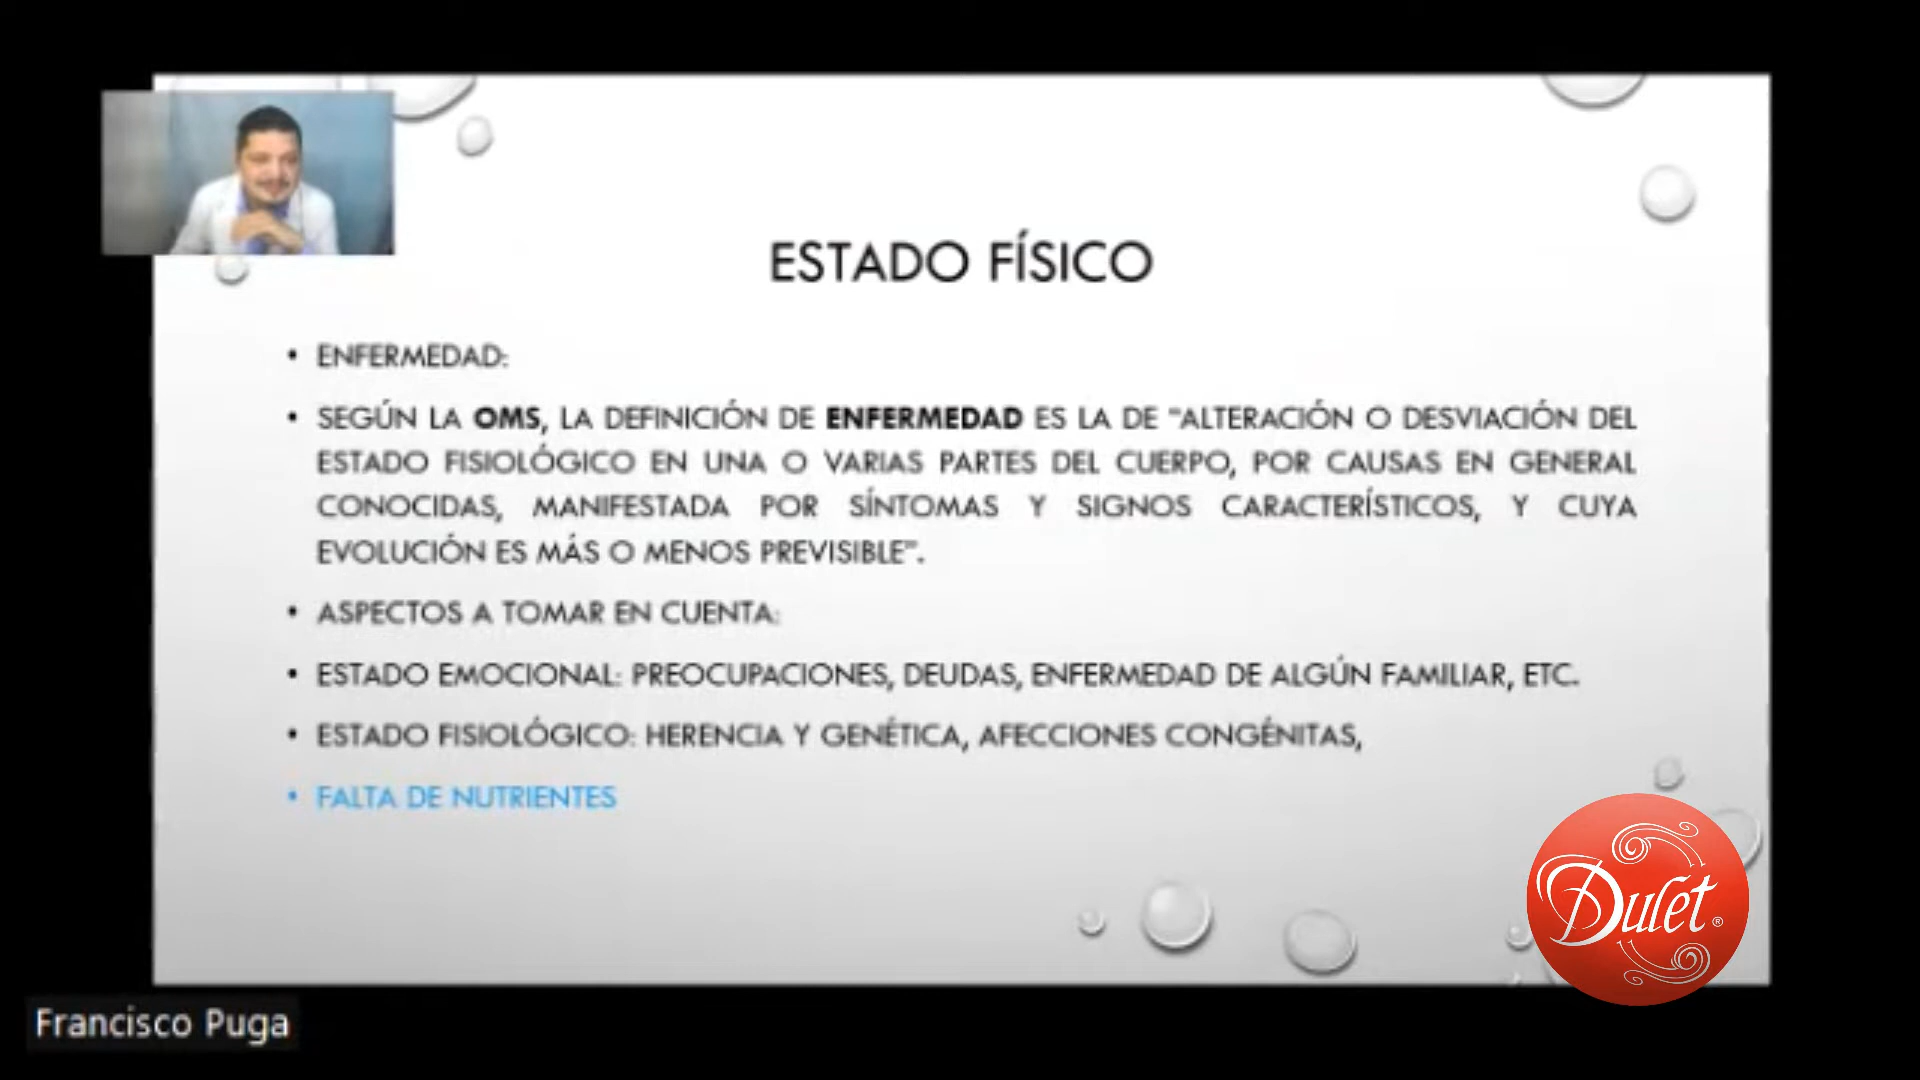 ESTADO FÍSICO
• ENFERMEDAD:
• SEGÚN LA OMS, LA DEFINICIÓN DE ENFERMEDAD ES LA DE "ALTERACIÓN O DESVIACIÓN DEL
ESTADO FISIOLÓGICO EN UNA O VARIAS PARTES DEL CUERPO, POR CAUSAS EN GENERAL
CONOCIDAS, MANIFESTADA POR SÍNTOMAS Y SIGNOS CARACTERÍSTICOS, Y CUYA
EVOLUCIÓN ES MÁS O MENOS PREVISIBLE".
• ASPECTOS A TOMAR EN CUENTA:
• ESTADO EMOCIONAL: PREOCUPACIONES, DEUDAS, ENFERMEDAD DE ALGÚN FAMILIAR, ETC.
• ESTADO FISIOLÓGICO: HERENCIA Y GENÉTICA, AFECCIONES CONGÉNITAS,
• FALTA DE NUTRIENTES
Dulet®
Francisco Puga